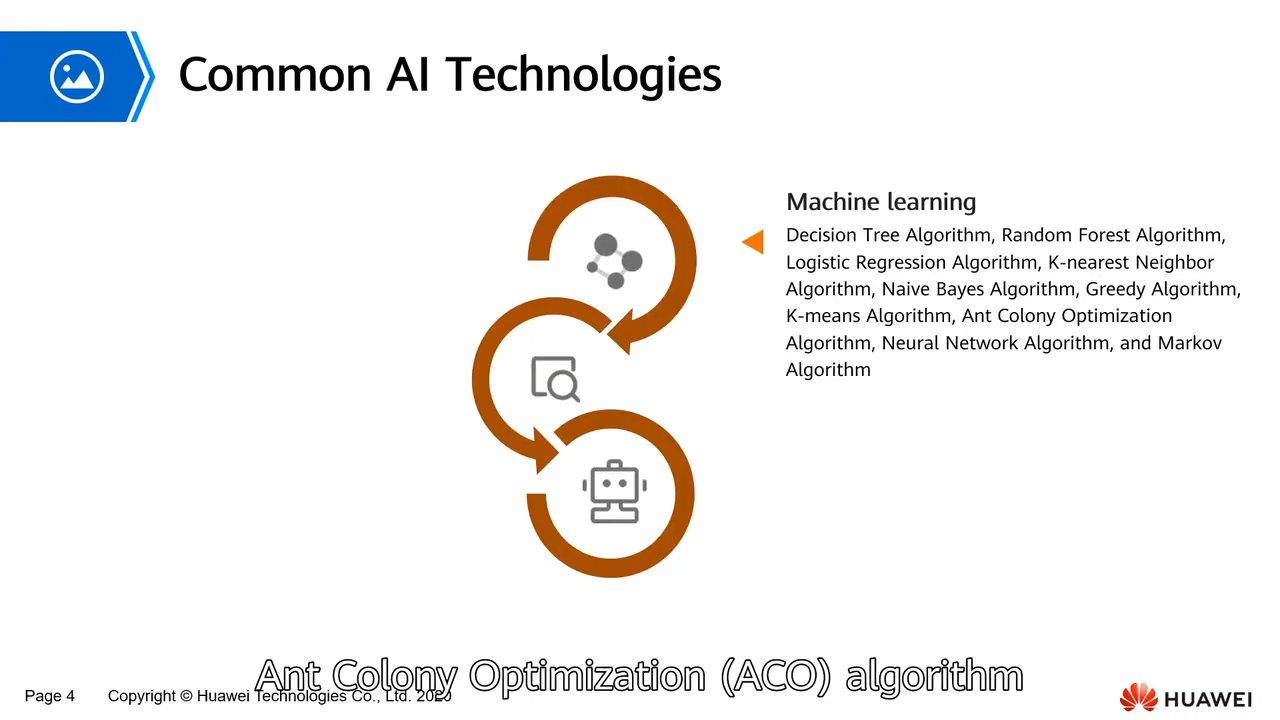 Common AI Technologies
Machine learning
Decision Tree Algorithm, Random Forest Algorithm,
Logistic Regression Algorithm, K-nearest Neighbor
Algorithm, Naive Bayes Algorithm, Greedy Algorithm,
K-means Algorithm, Ant Colony Optimization
Algorithm, Neural Network Algorithm, and Markov
Algorithm
Ant Colony Optimization (ACO) algorithm
Page 4
Copyright © Huawei Technologies Co., Ltd. 2020
HUAWEI